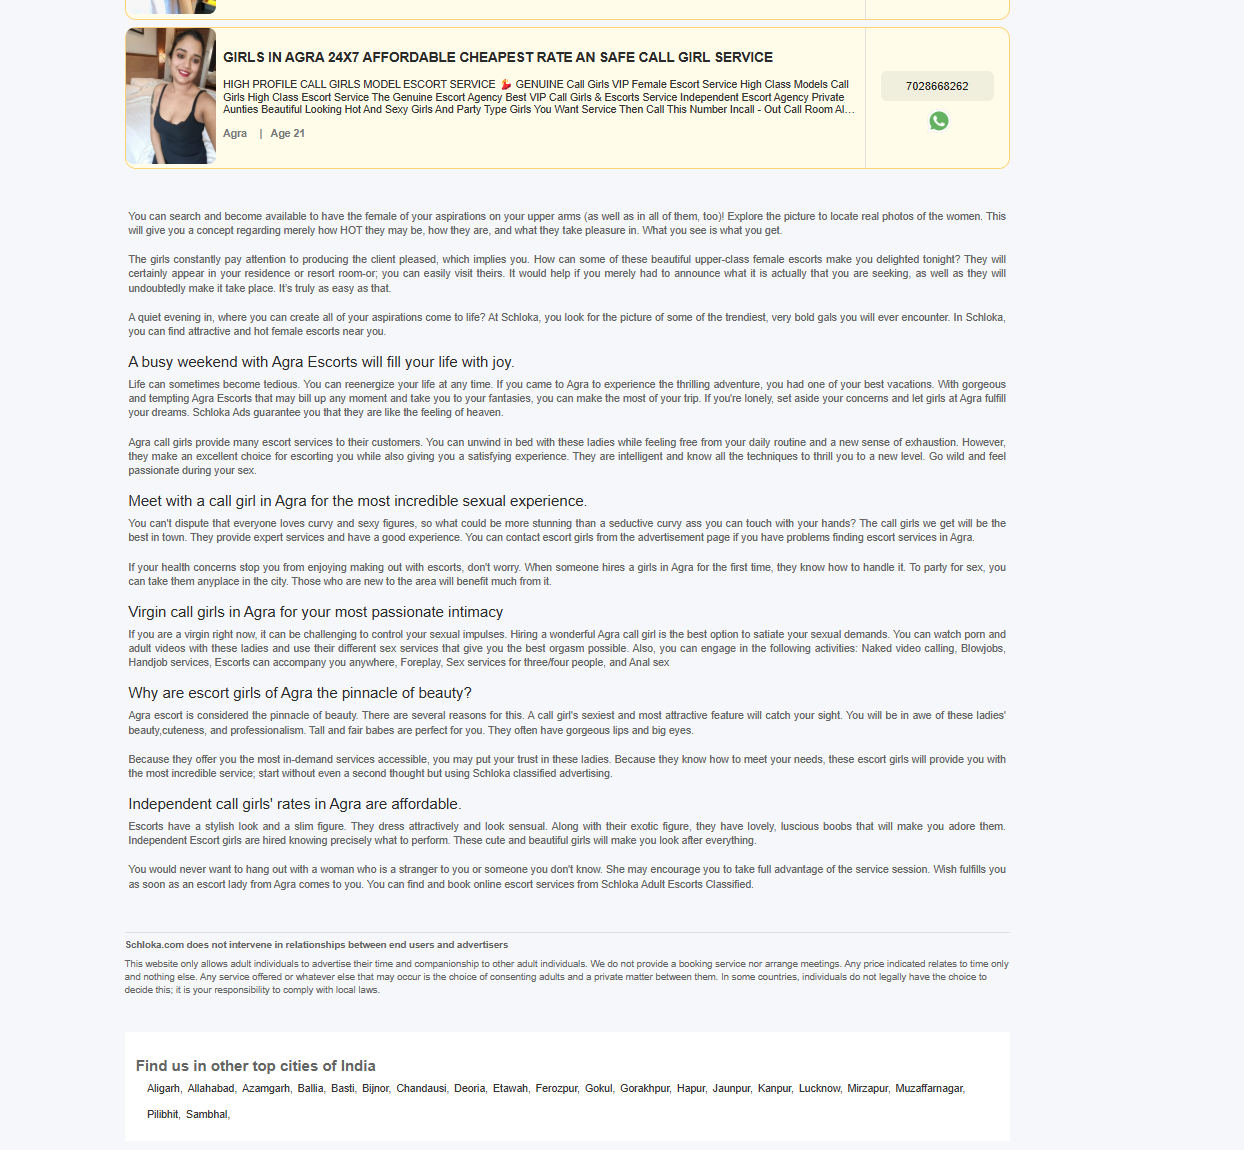 GIRLS IN AGRA 24X7 AFFORDABLE CHEAPEST RATE AN SAFE CALL GIRL SERVICE
HIGH PROFILE CALL GIRLS MODEL ESCORT SERVICE 💃 GENUINE Call Girls VIP Female Escort Service High Class Models Call
Girls High Class Escort Service The Genuine Escort Agency Best VIP Call Girls & Escorts Service Independent Escort Agency Private
Aunties Beautiful Looking Hot And Sexy Girls And Party Type Girls You Want Service Then Call This Number Incall - Out Call Room Al…
Agra | Age 21
7028668262
You can search and become available to have the female of your aspirations on your upper arms (as well as in all of them, too)! Explore the picture to locate real photos of the women. This
will give you a concept regarding merely how HOT they may be, how they are, and what they take pleasure in. What you see is what you get.
The girls constantly pay attention to producing the client pleased, which implies you. How can some of these beautiful upper-class female escorts make you delighted tonight? They will
certainly appear in your residence or resort room-or; you can easily visit theirs. It would help if you merely had to announce what it is actually that you are seeking, as well as they will
undoubtedly make it take place. It's truly as easy as that.
A quiet evening in, where you can create all of your aspirations come to life? At Schloka, you look for the picture of some of the trendiest, very bold gals you will ever encounter. In Schloka,
you can find attractive and hot female escorts near you.
A busy weekend with Agra Escorts will fill your life with joy.
Life can sometimes become tedious. You can reenergize your life at any time. If you came to Agra to experience the thrilling adventure, you had one of your best vacations. With gorgeous
and tempting Agra Escorts that may bill up any moment and take you to your fantasies, you can make the most of your trip. If you're lonely, set aside your concerns and let girls at Agra fulfill
your dreams. Schloka Ads guarantee you that they are like the feeling of heaven.
Agra call girls provide many escort services to their customers. You can unwind in bed with these ladies while feeling free from your daily routine and a new sense of exhaustion. However,
they make an excellent choice for escorting you while also giving you a satisfying experience. They are intelligent and know all the techniques to thrill you to a new level. Go wild and feel
passionate during your sex.
Meet with a call girl in Agra for the most incredible sexual experience.
You can't dispute that everyone loves curvy and sexy figures, so what could be more stunning than a seductive curvy ass you can touch with your hands? The call girls we get will be the
best in town. They provide expert services and have a good experience. You can contact escort girls from the advertisement page if you have problems finding escort services in Agra.
If your health concerns stop you from enjoying making out with escorts, don't worry. When someone hires a girls in Agra for the first time, they know how to handle it. To party for sex, you
can take them anyplace in the city. Those who are new to the area will benefit much from it.
Virgin call girls in Agra for your most passionate intimacy
If you are a virgin right now, it can be challenging to control your sexual impulses. Hiring a wonderful Agra call girl is the best option to satiate your sexual demands. You can watch porn and
adult videos with these ladies and use their different sex services that give you the best orgasm possible. Also, you can engage in the following activities: Naked video calling, Blowjobs,
Handjob services, Escorts can accompany you anywhere, Foreplay, Sex services for three/four people, and Anal sex
Why are escort girls of Agra the pinnacle of beauty?
Agra escort is considered the pinnacle of beauty. There are several reasons for this. A call girl's sexiest and most attractive feature will catch your sight. You will be in awe of these ladies'
beauty,cuteness, and professionalism. Tall and fair babes are perfect for you. They often have gorgeous lips and big eyes.
Because they offer you the most in-demand services accessible, you may put your trust in these ladies. Because they know how to meet your needs, these escort girls will provide you with
the most incredible service; start without even a second thought but using Schloka classified advertising.
Independent call girls' rates in Agra are affordable.
Escorts have a stylish look and a slim figure. They dress attractively and look sensual. Along with their exotic figure, they have lovely, luscious boobs that will make you adore them.
Independent Escort girls are hired knowing precisely what to perform. These cute and beautiful girls will make you look after everything.
You would never want to hang out with a woman who is a stranger to you or someone you don't know. She may encourage you to take full advantage of the service session. Wish fulfills you
as soon as an escort lady from Agra comes to you. You can find and book online escort services from Schloka Adult Escorts Classified.
Schloka.com does not intervene in relationships between end users and advertisers
This website only allows adult individuals to advertise their time and companionship to other adult individuals. We do not provide a booking service nor arrange meetings. Any price indicated relates to time only
and nothing else. Any service offered or whatever else that may occur is the choice of consenting adults and a private matter between them. In some countries, individuals do not legally have the choice to
decide this; it is your responsibility to comply with local laws.
Find us in other top cities of India
Aligarh, Allahabad, Azamgarh, Ballia, Basti, Bijnor, Chandausi, Deoria, Etawah, Ferozpur, Gokul, Gorakhpur, Hapur, Jaunpur, Kanpur, Lucknow, Mirzapur, Muzaffarnagar,
Pilibhit, Sambhal,